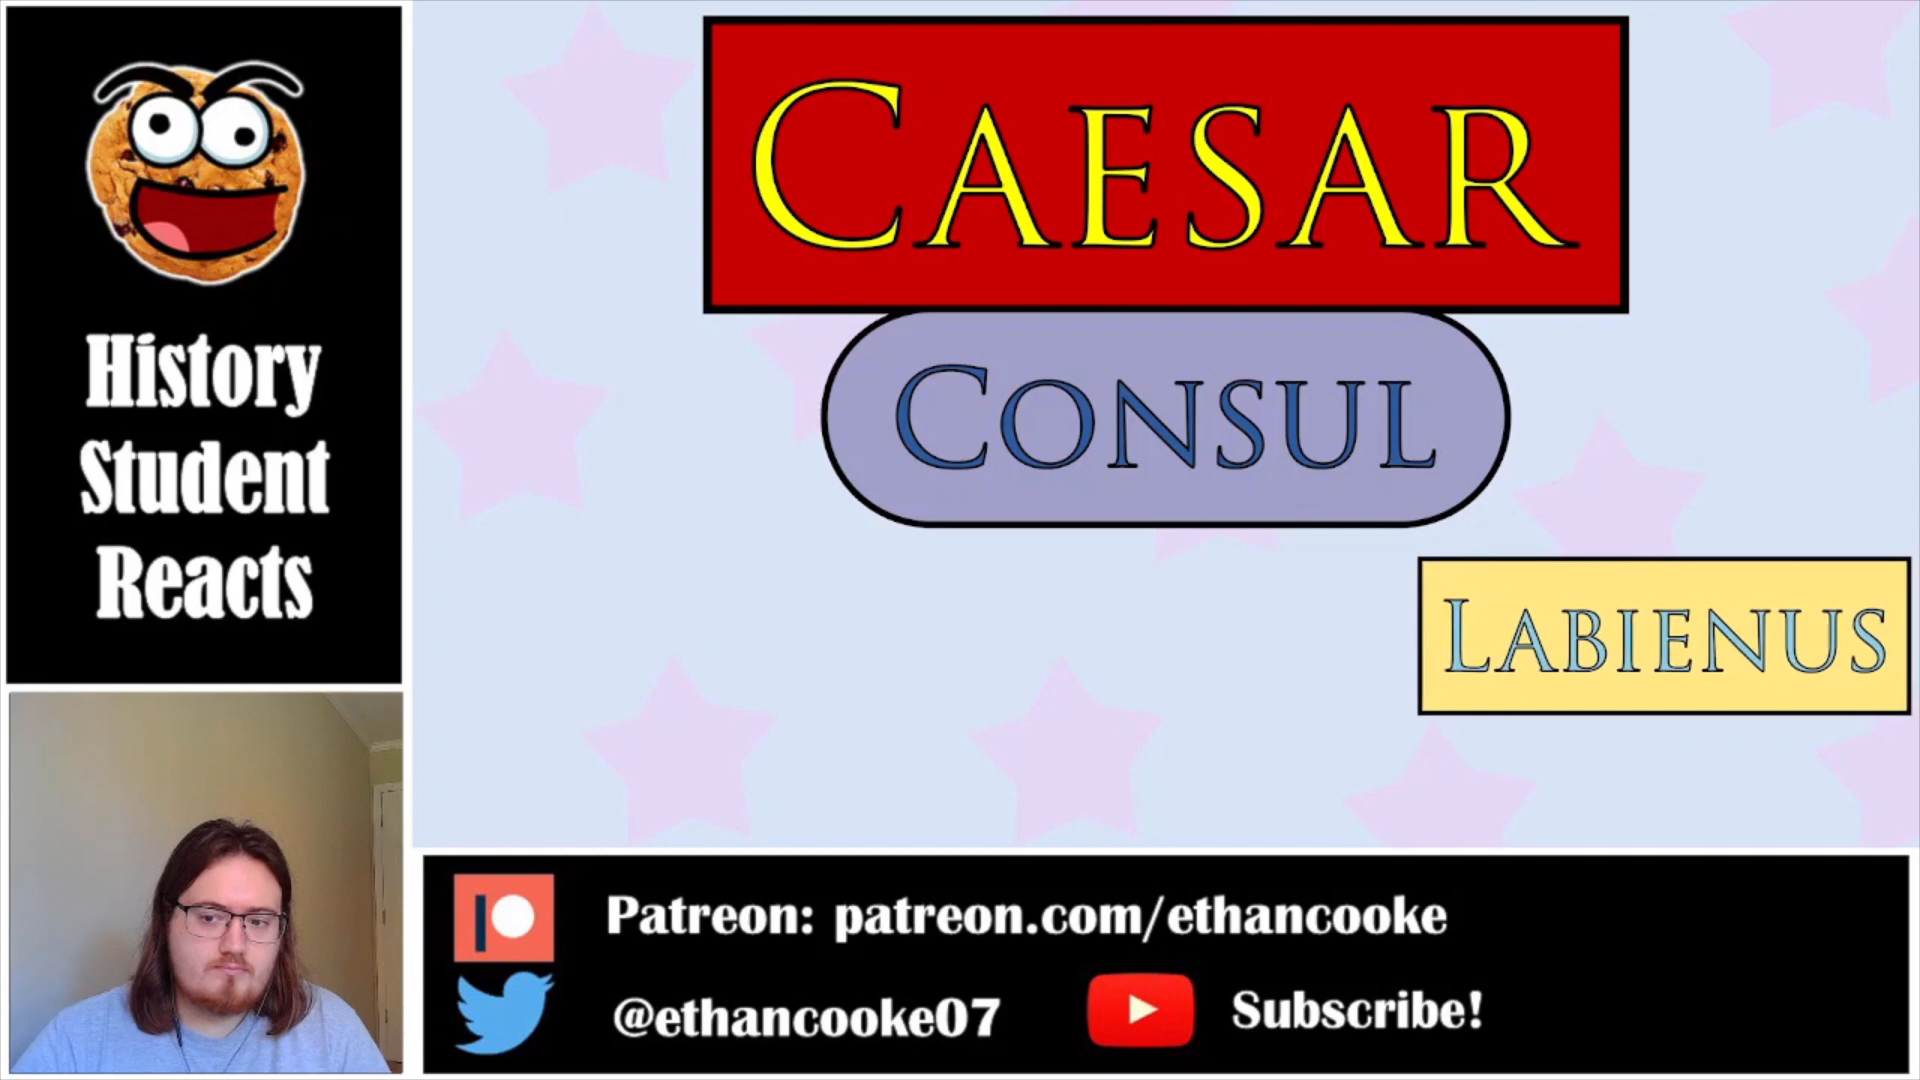 History
Student
Reacts
CAESAR
CONSUL
LABIENUS
Patreon: patreon.com/ethancooke
@ethancooke07
Subscribe!